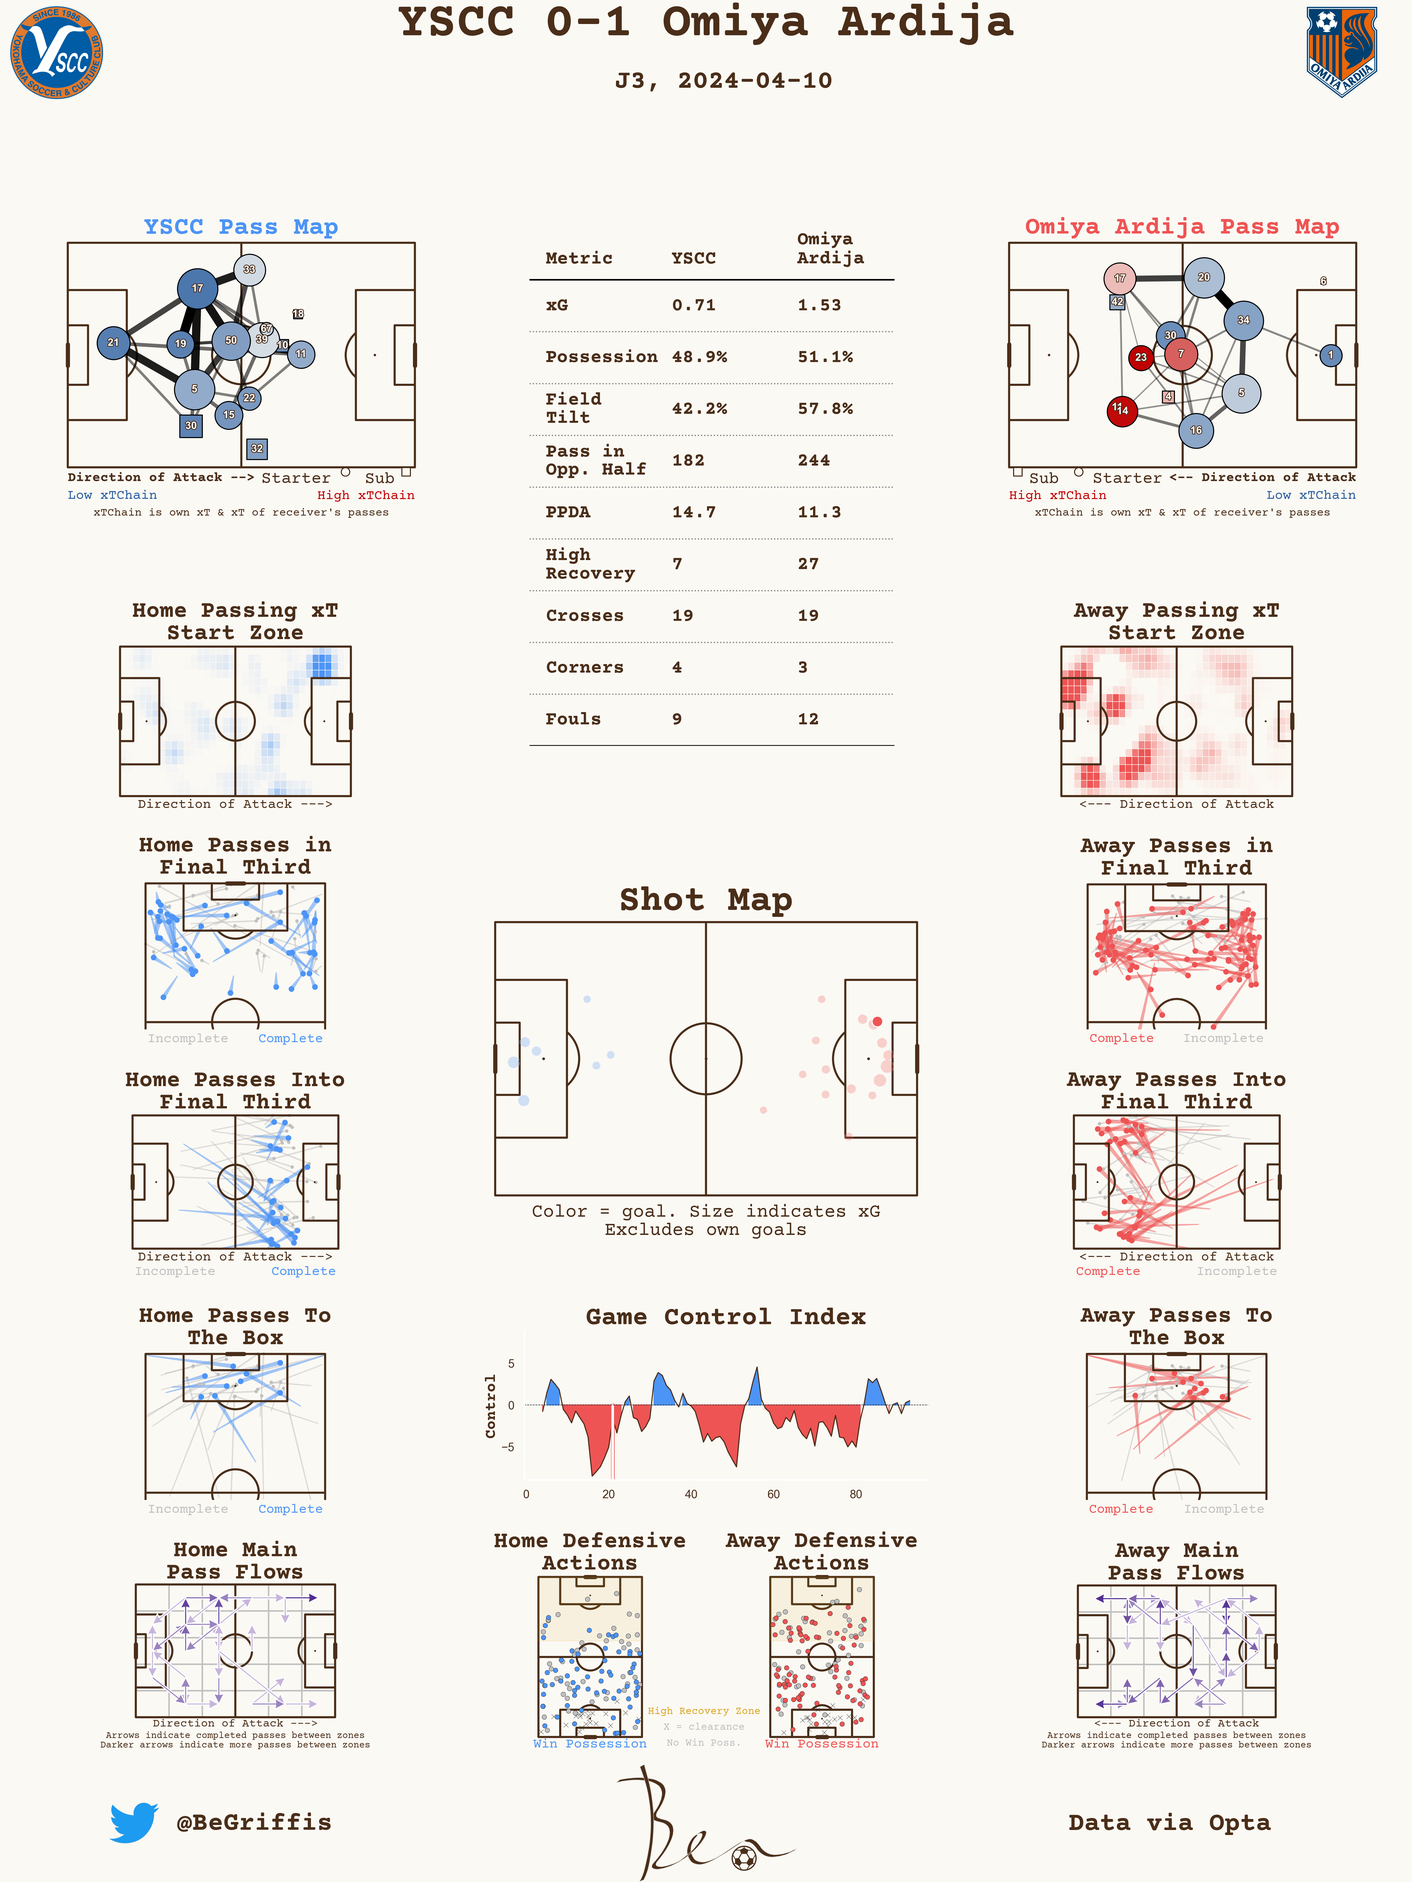 YSCC 0-1 Omiya Ardija
J3, 2024-04-10
SINCE 1986
YOKOHAMA SOCCER & CULTURE CLUB
YSCC
OMIYA ARDIJA
YSCC Pass Map
33
17
18
67
39
50
19
10
11
21
5
22
15
30
32
Direction of Attack --> Starter Sub
Low xTChain High xTChain
xTChain is own xT & xT of receiver's passes
Metric YSCC Omiya Ardija
xG 0.71 1.53
Possession 48.9% 51.1%
Field Tilt 42.2% 57.8%
Pass in Opp. Half 182 244
PPDA 14.7 11.3
High Recovery 7 27
Crosses 19 19
Corners 4 3
Fouls 9 12
Omiya Ardija Pass Map
17
20
6
42
34
30
7
23
1
4
5
11
14
16
Sub Starter <-- Direction of Attack
High xTChain Low xTChain
xTChain is own xT & xT of receiver's passes
Home Passing xT
Start Zone
Direction of Attack --->
Away Passing xT
Start Zone
<--- Direction of Attack
Home Passes in
Final Third
Incomplete Complete
Away Passes in
Final Third
Complete Incomplete
Shot Map
Color = goal. Size indicates xG
Excludes own goals
Home Passes Into
Final Third
Direction of Attack --->
Incomplete Complete
Away Passes Into
Final Third
<--- Direction of Attack
Complete Incomplete
Home Passes To
The Box
Incomplete Complete
Game Control Index
Control
5
0
−5
0 20 40 60 80
Away Passes To
The Box
Complete Incomplete
Home Main
Pass Flows
Direction of Attack --->
Arrows indicate completed passes between zones
Darker arrows indicate more passes between zones
Home Defensive
Actions
Win Possession
High Recovery Zone
X = clearance
No Win Poss.
Away Defensive
Actions
Win Possession
Away Main
Pass Flows
<--- Direction of Attack
Arrows indicate completed passes between zones
Darker arrows indicate more passes between zones
@BeGriffis
Ben
Data via Opta